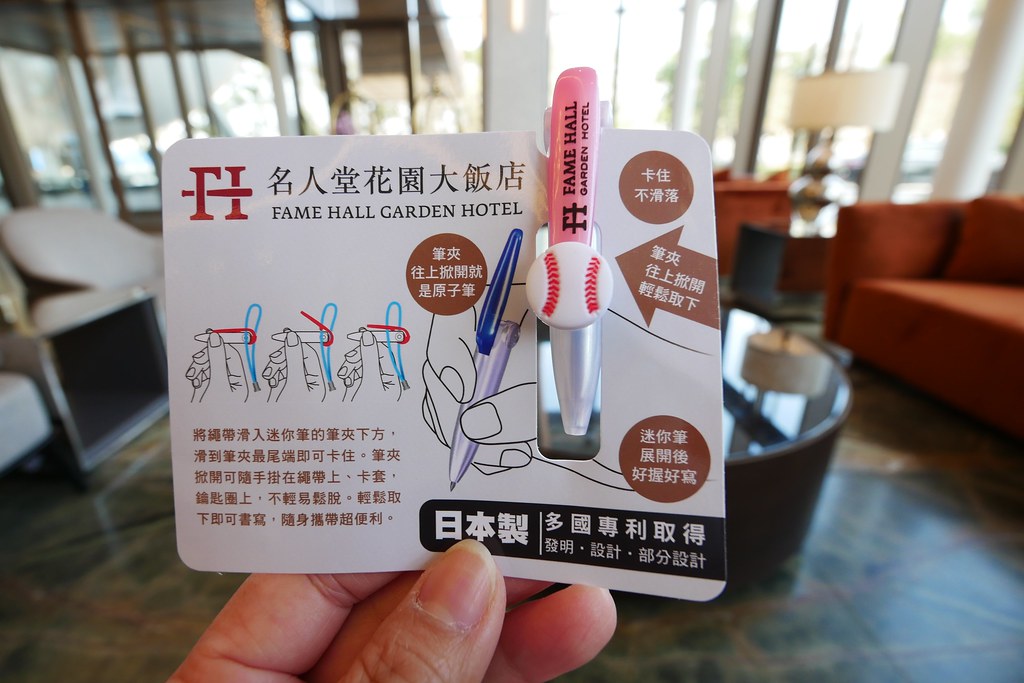 FH
名人堂花園大飯店
FAME HALL GARDEN HOTEL
FH FAME HALL
GARDEN HOTEL
卡住
不滑落
筆夾
往上掀開就
是原子筆
筆夾
往上掀開
輕鬆取下
將繩帶滑入迷你筆的筆夾下方，
滑到筆夾最尾端即可卡住。筆夾
掀開可隨手掛在繩帶上、卡套，
鑰匙圈上，不輕易鬆脫。輕鬆取
下即可書寫，隨身攜帶超便利。
迷你筆
展開後
好握好寫
日本製
多國專利取得
發明・設計・部分設計